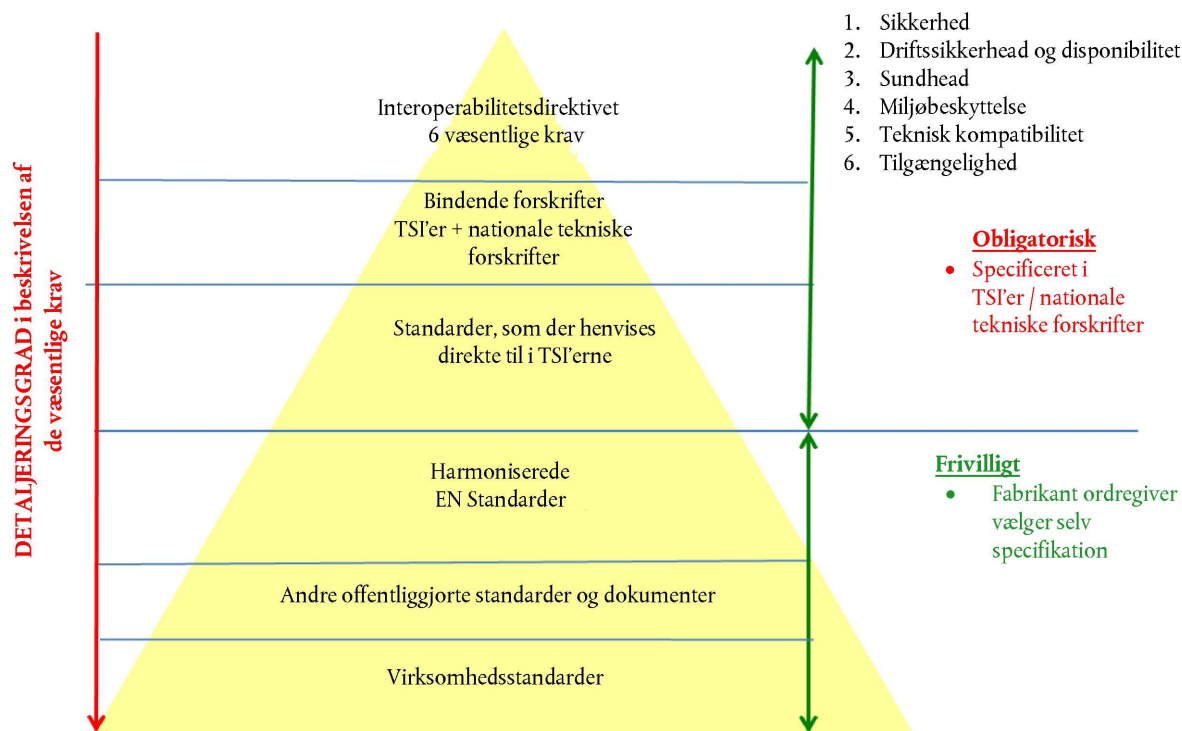 DETALJERINGSGRAD i beskrivelsen af
de væsentlige krav
Interoperabilitetsdirektivet
6 væsentlige krav
Bindende forskrifter
TSI'er + nationale tekniske
forskrifter
Standarder, som der henvises
direkte til i TSI'erne
Harmoniserede
EN Standarder
Andre offentliggjorte standarder og dokumenter
Virksomhedsstandarder
1. Sikkerhed
2. Driftssikkerhead og disponibilitet
3. Sundhead
4. Miljøbeskyttelse
5. Teknisk kompatibilitet
6. Tilgængelighed
Obligatorisk
• Specificeret i
TSI'er / nationale
tekniske forskrifter
Frivilligt
• Fabrikant ordregiver
vælger selv
specifikation